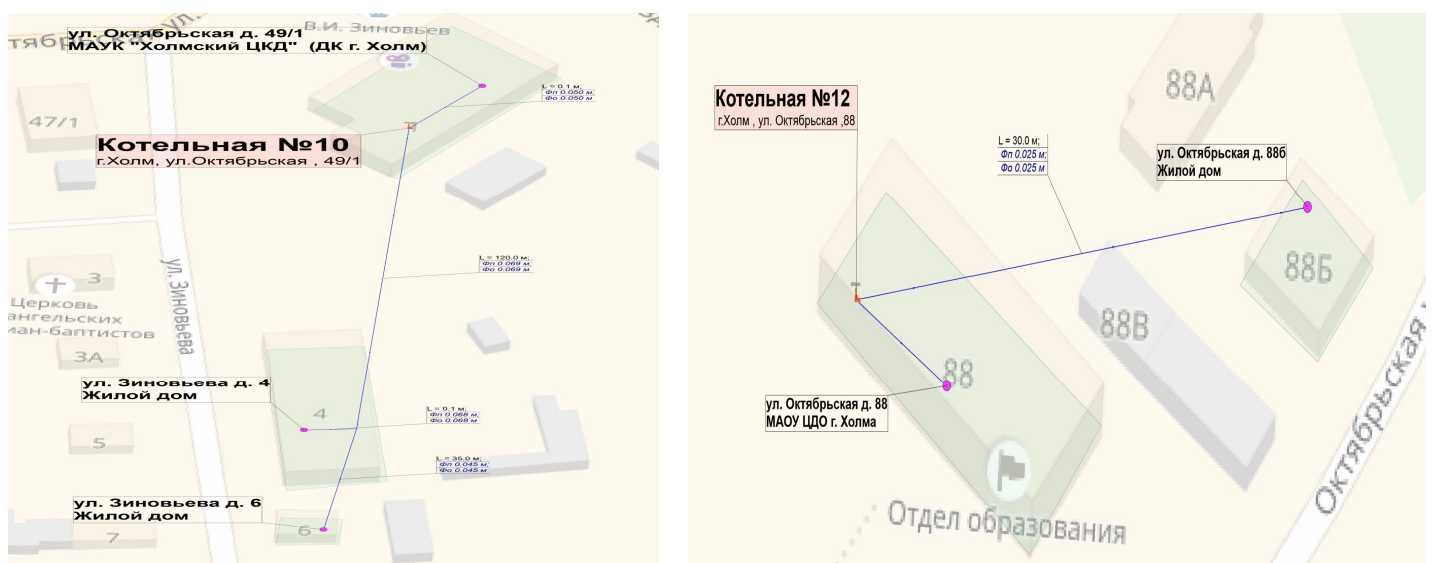 В.И. Зиновьев
тябрьская ул.
ул. Октябрьская д. 49/1
МАУК "Холмский ЦКД" (ДК г. Холм)
L = 0.1 м;
Фп 0.050 м
Фо 0.050 м
47/1
Котельная №10
г.Холм, ул.Октябрьская , 49/1
L = 120.0 м;
Фп 0.069 м;
Фо 0.069 м
3
Церковь
ангельских
иан-баптистов
3А
ул. Зиновьева
ул. Зиновьева д. 4
Жилой дом
4
L = 0.1 м;
Фп 0.068 м;
Фо 0.068 м
5
L = 35.0 м;
Фп 0.045 м;
Фо 0.045 м
ул. Зиновьева д. 6
Жилой дом
6
7
88А
Котельная №12
г.Холм , ул. Октябрьская ,88
L = 30.0 м;
Фп 0.025 м;
Фо 0.025 м
ул. Октябрьская д. 88б
Жилой дом
88Б
88В
88
ул. Октябрьская д. 88
МАОУ ЦДО г. Холма
Октябрьская
Отдел образования